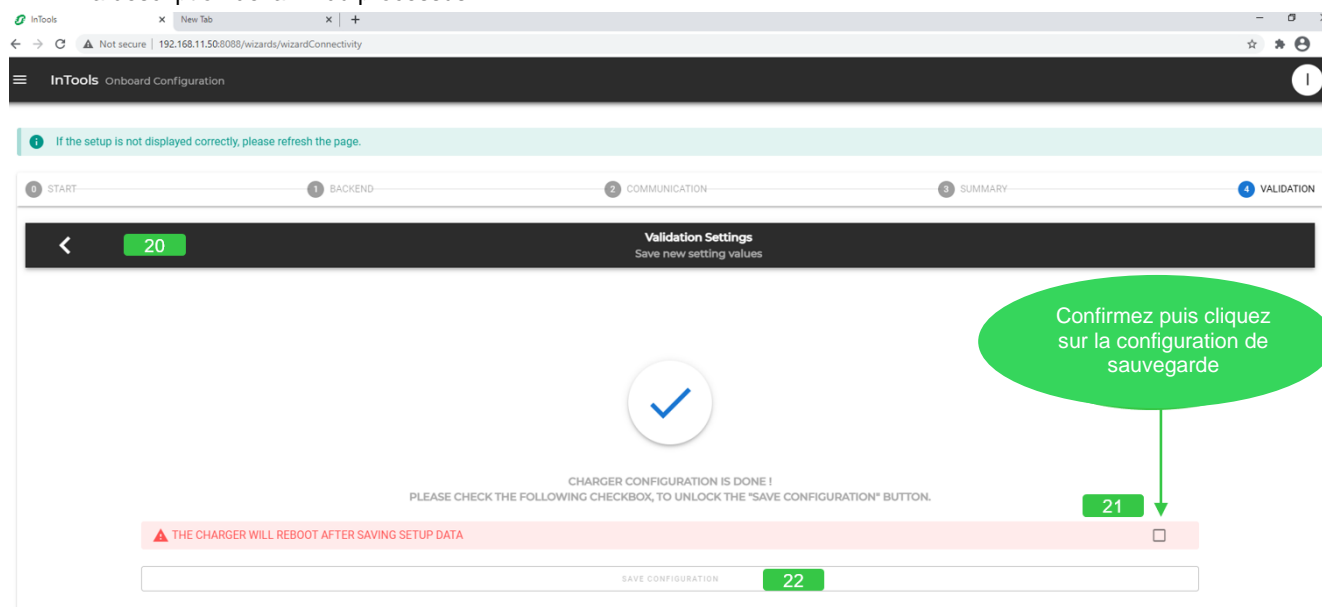 InTools
New Tab
Not secure | 192.168.11.50:8088/wizards/wizardConnectivity
InTools Onboard Configuration
I
If the setup is not displayed correctly, please refresh the page.
0 START
1 BACKEND
2 COMMUNICATION
3 SUMMARY
4 VALIDATION
20
Validation Settings
Save new setting values
Confirmez puis cliquez
sur la configuration de
sauvegarde
CHARGER CONFIGURATION IS DONE !
PLEASE CHECK THE FOLLOWING CHECKBOX, TO UNLOCK THE "SAVE CONFIGURATION" BUTTON.
21
THE CHARGER WILL REBOOT AFTER SAVING SETUP DATA
SAVE CONFIGURATION
22